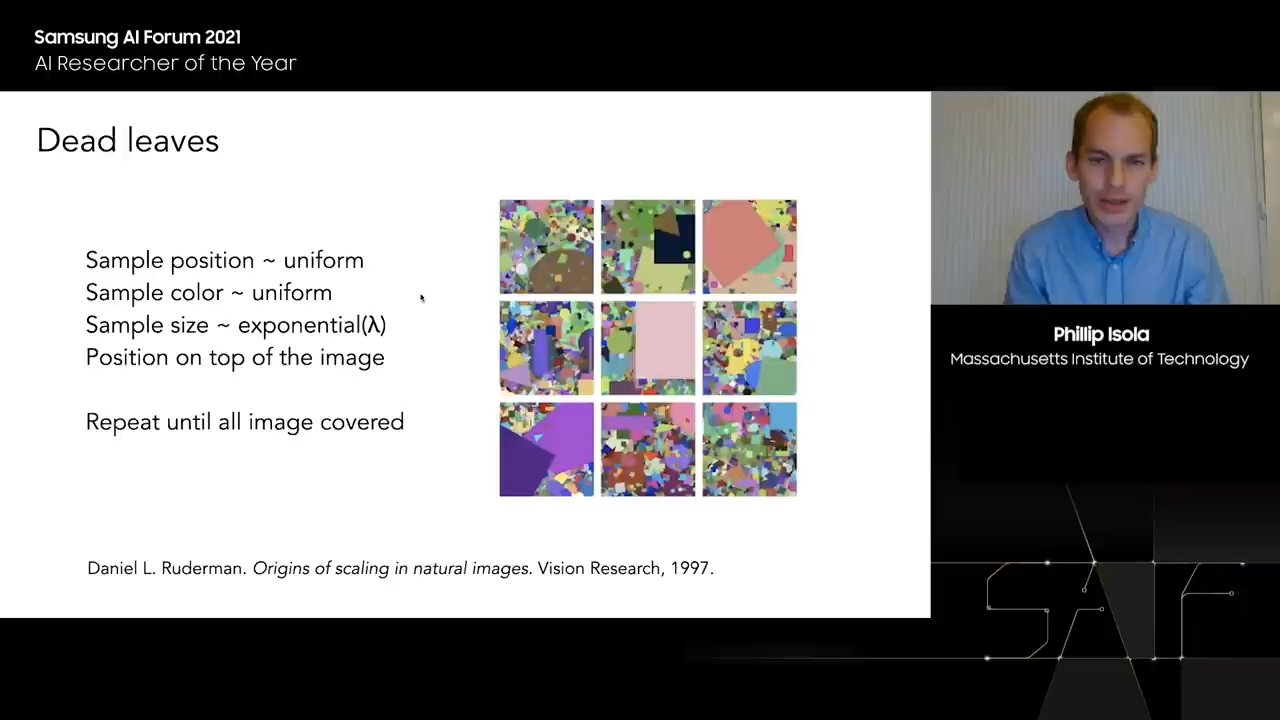 Samsung AI Forum 2021
AI Researcher of the Year
Dead leaves
Sample position ~ uniform
Sample color ~ uniform
Sample size ~ exponential(λ)
Position on top of the image
Repeat until all image covered
Daniel L. Ruderman. Origins of scaling in natural images. Vision Research, 1997.
Phillip Isola
Massachusetts Institute of Technology
SAIF